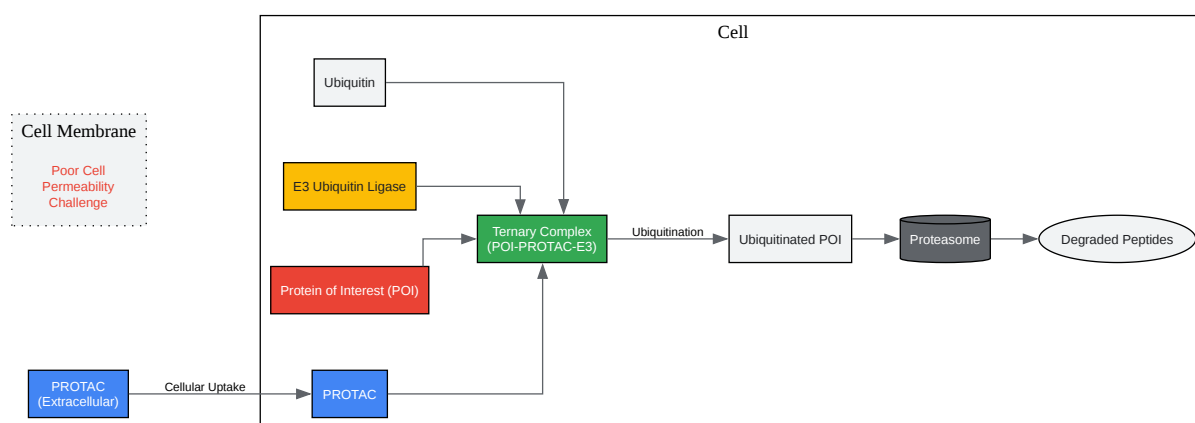 Cell
Ubiquitin
Cell Membrane
Poor Cell
Permeability
Challenge
E3 Ubiquitin Ligase
Ternary Complex
(POI-PROTAC-E3)
Ubiquitination
Ubiquitinated POI
Proteasome
Degraded Peptides
Protein of Interest (POI)
PROTAC
(Extracellular)
Cellular Uptake
PROTAC